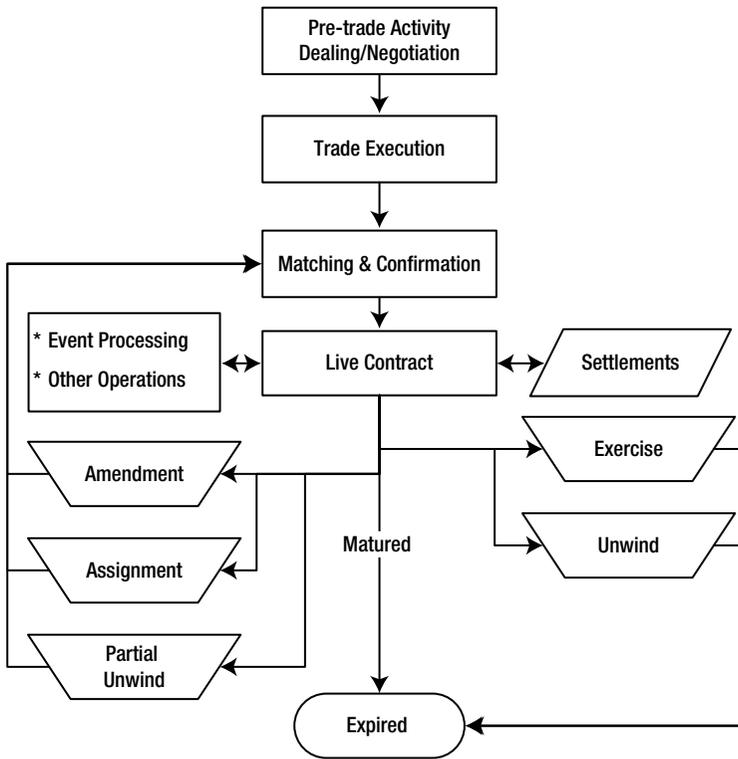 Pre-trade Activity
Dealing/Negotiation
Trade Execution
Matching & Confirmation
* Event Processing
* Other Operations
Live Contract
Settlements
Amendment
Exercise
Assignment
Matured
Unwind
Partial
Unwind
Expired